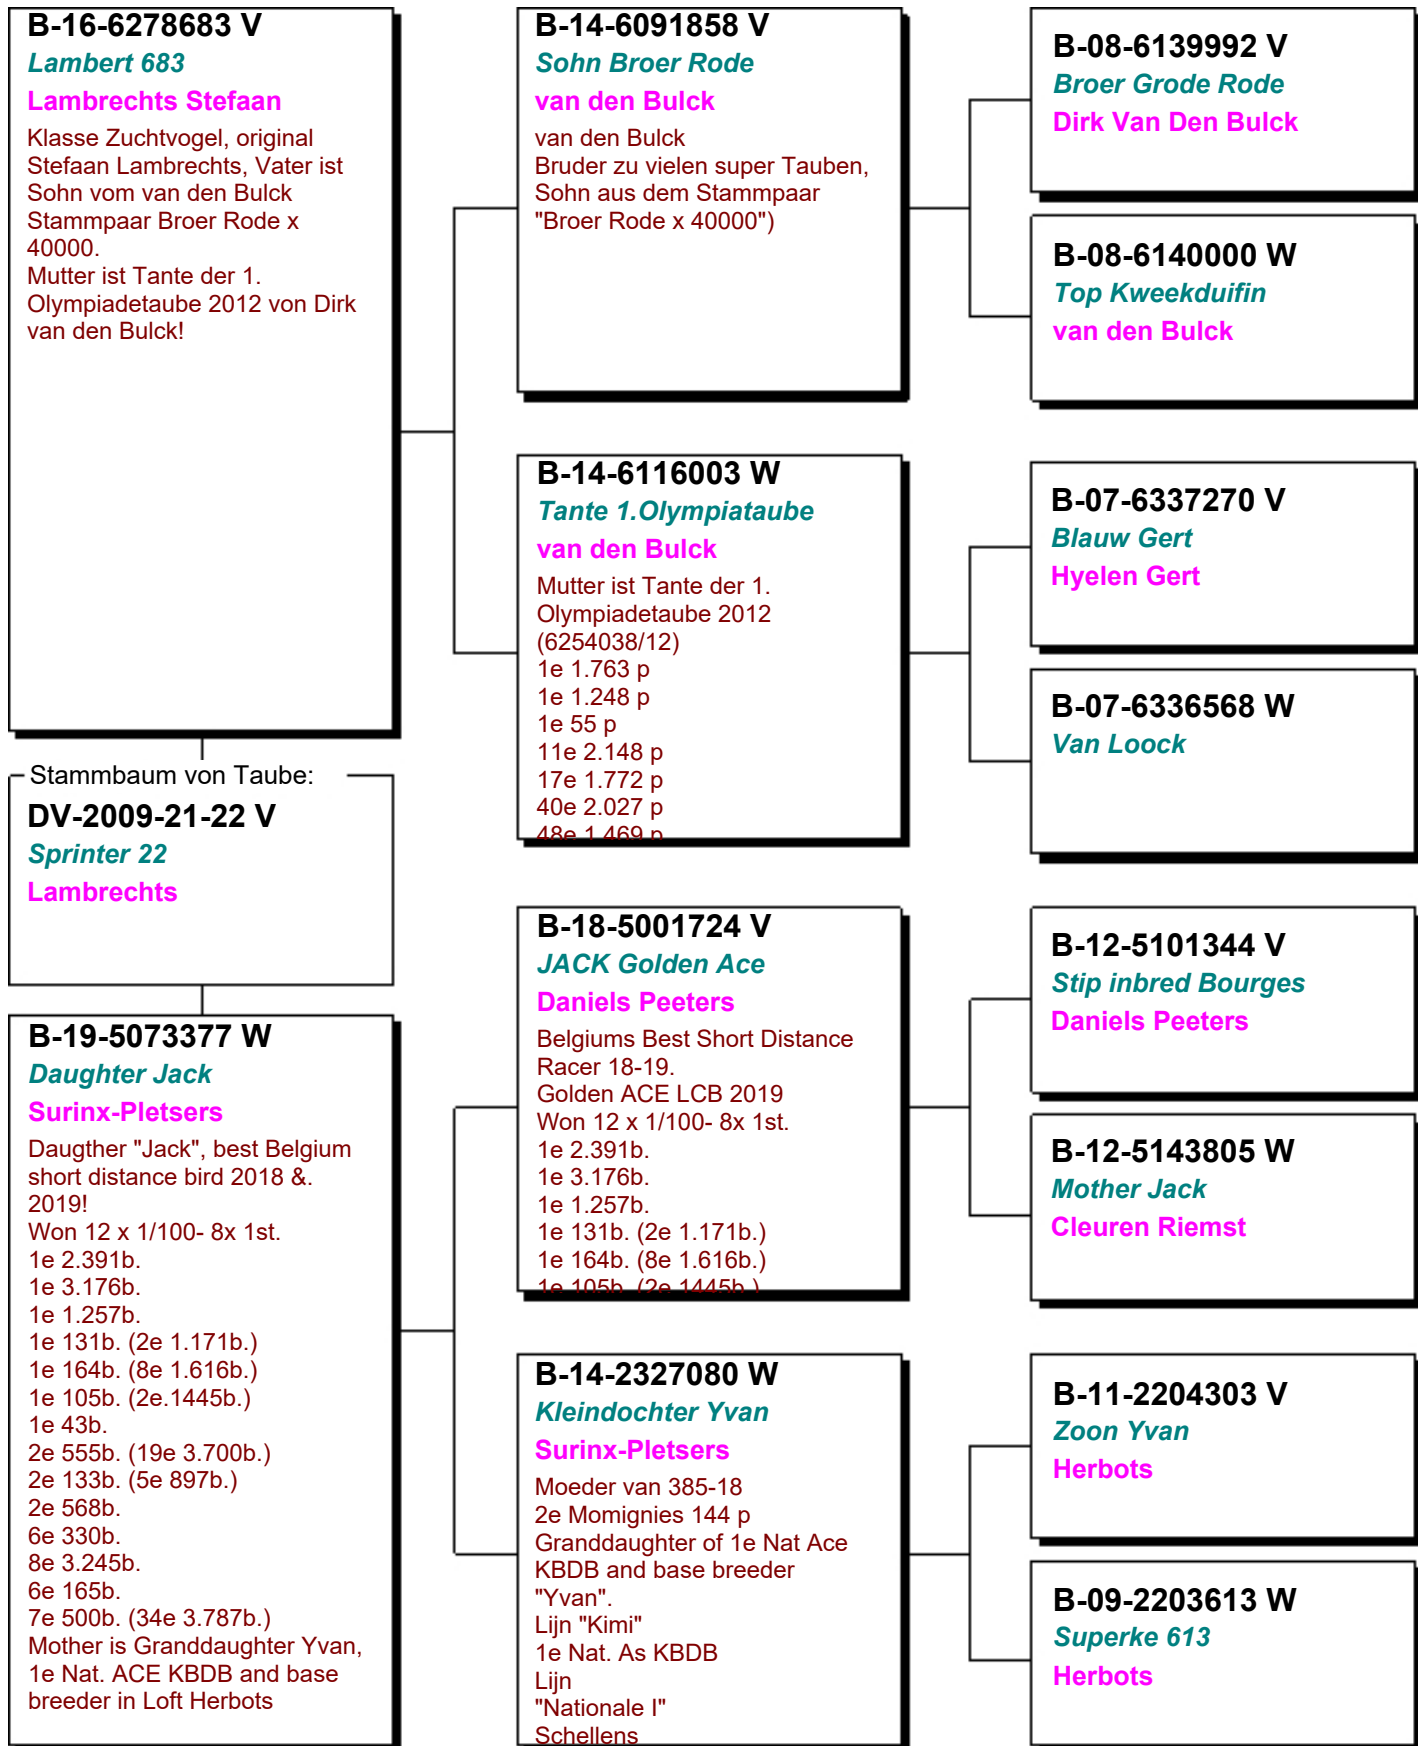 B-16-6278683 V
Lambert 683
Lambrechts Stefaan
Klasse Zuchtvogel, original
Stefaan Lambrechts, Vater ist
Sohn vom van den Bulck
Stammpaar Broer Rode x
40000.
Mutter ist Tante der 1.
Olympiadetaube 2012 von Dirk
van den Bulck!
Stammbaum von Taube:
DV-2009-21-22 V
Sprinter 22
Lambrechts
B-19-5073377 W
Daughter Jack
Surinx-Pletsers
Daugther "Jack", best Belgium
short distance bird 2018 &.
2019!
Won 12 x 1/100- 8x 1st.
1e 2.391b.
1e 3.176b.
1e 1.257b.
1e 131b. (2e 1.171b.)
1e 164b. (8e 1.616b.)
1e 105b. (2e.1445b.)
1e 43b.
2e 555b. (19e 3.700b.)
2e 133b. (5e 897b.)
2e 568b.
6e 330b.
8e 3.245b.
6e 165b.
7e 500b. (34e 3.787b.)
Mother is Granddaughter Yvan,
1e Nat. ACE KBDB and base
breeder in Loft Herbots
B-14-6091858 V
Sohn Broer Rode
van den Bulck
van den Bulck
Bruder zu vielen super Tauben,
Sohn aus dem Stammpaar
"Broer Rode x 40000")
B-14-6116003 W
Tante 1.Olympiataube
van den Bulck
Mutter ist Tante der 1.
Olympiadetaube 2012
(6254038/12)
1e 1.763 p
1e 1.248 p
1e 55 p
11e 2.148 p
17e 1.772 p
40e 2.027 p
48e 1.469 p
B-18-5001724 V
JACK Golden Ace
Daniels Peeters
Belgiums Best Short Distance
Racer 18-19.
Golden ACE LCB 2019
Won 12 x 1/100- 8x 1st.
1e 2.391b.
1e 3.176b.
1e 1.257b.
1e 131b. (2e 1.171b.)
1e 164b. (8e 1.616b.)
1e 105b. (2e 1445b.)
B-14-2327080 W
Kleindochter Yvan
Surinx-Pletsers
Moeder van 385-18
2e Momignies 144 p
Granddaughter of 1e Nat Ace
KBDB and base breeder
"Yvan".
Lijn "Kimi"
1e Nat. As KBDB
Lijn
"Nationale I"
Schellens
B-08-6139992 V
Broer Grode Rode
Dirk Van Den Bulck
B-08-6140000 W
Top Kweekduifin
van den Bulck
B-07-6337270 V
Blauw Gert
Hyelen Gert
B-07-6336568 W
Van Loock
B-12-5101344 V
Stip inbred Bourges
Daniels Peeters
B-12-5143805 W
Mother Jack
Cleuren Riemst
B-11-2204303 V
Zoon Yvan
Herbots
B-09-2203613 W
Superke 613
Herbots